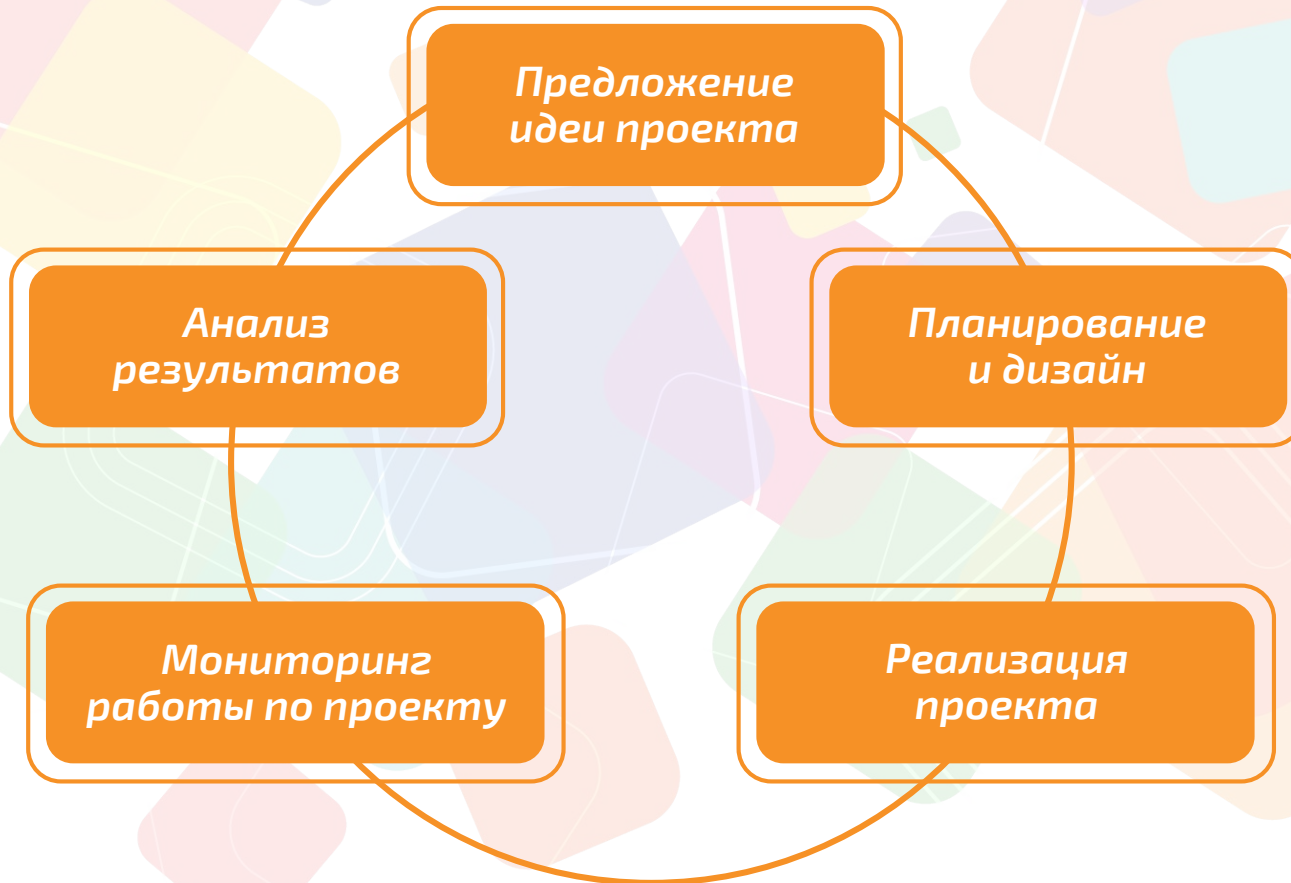 Предложение
идеи проекта
Анализ
результатов
Планирование
и дизайн
Мониторинг
работы по проекту
Реализация
проекта